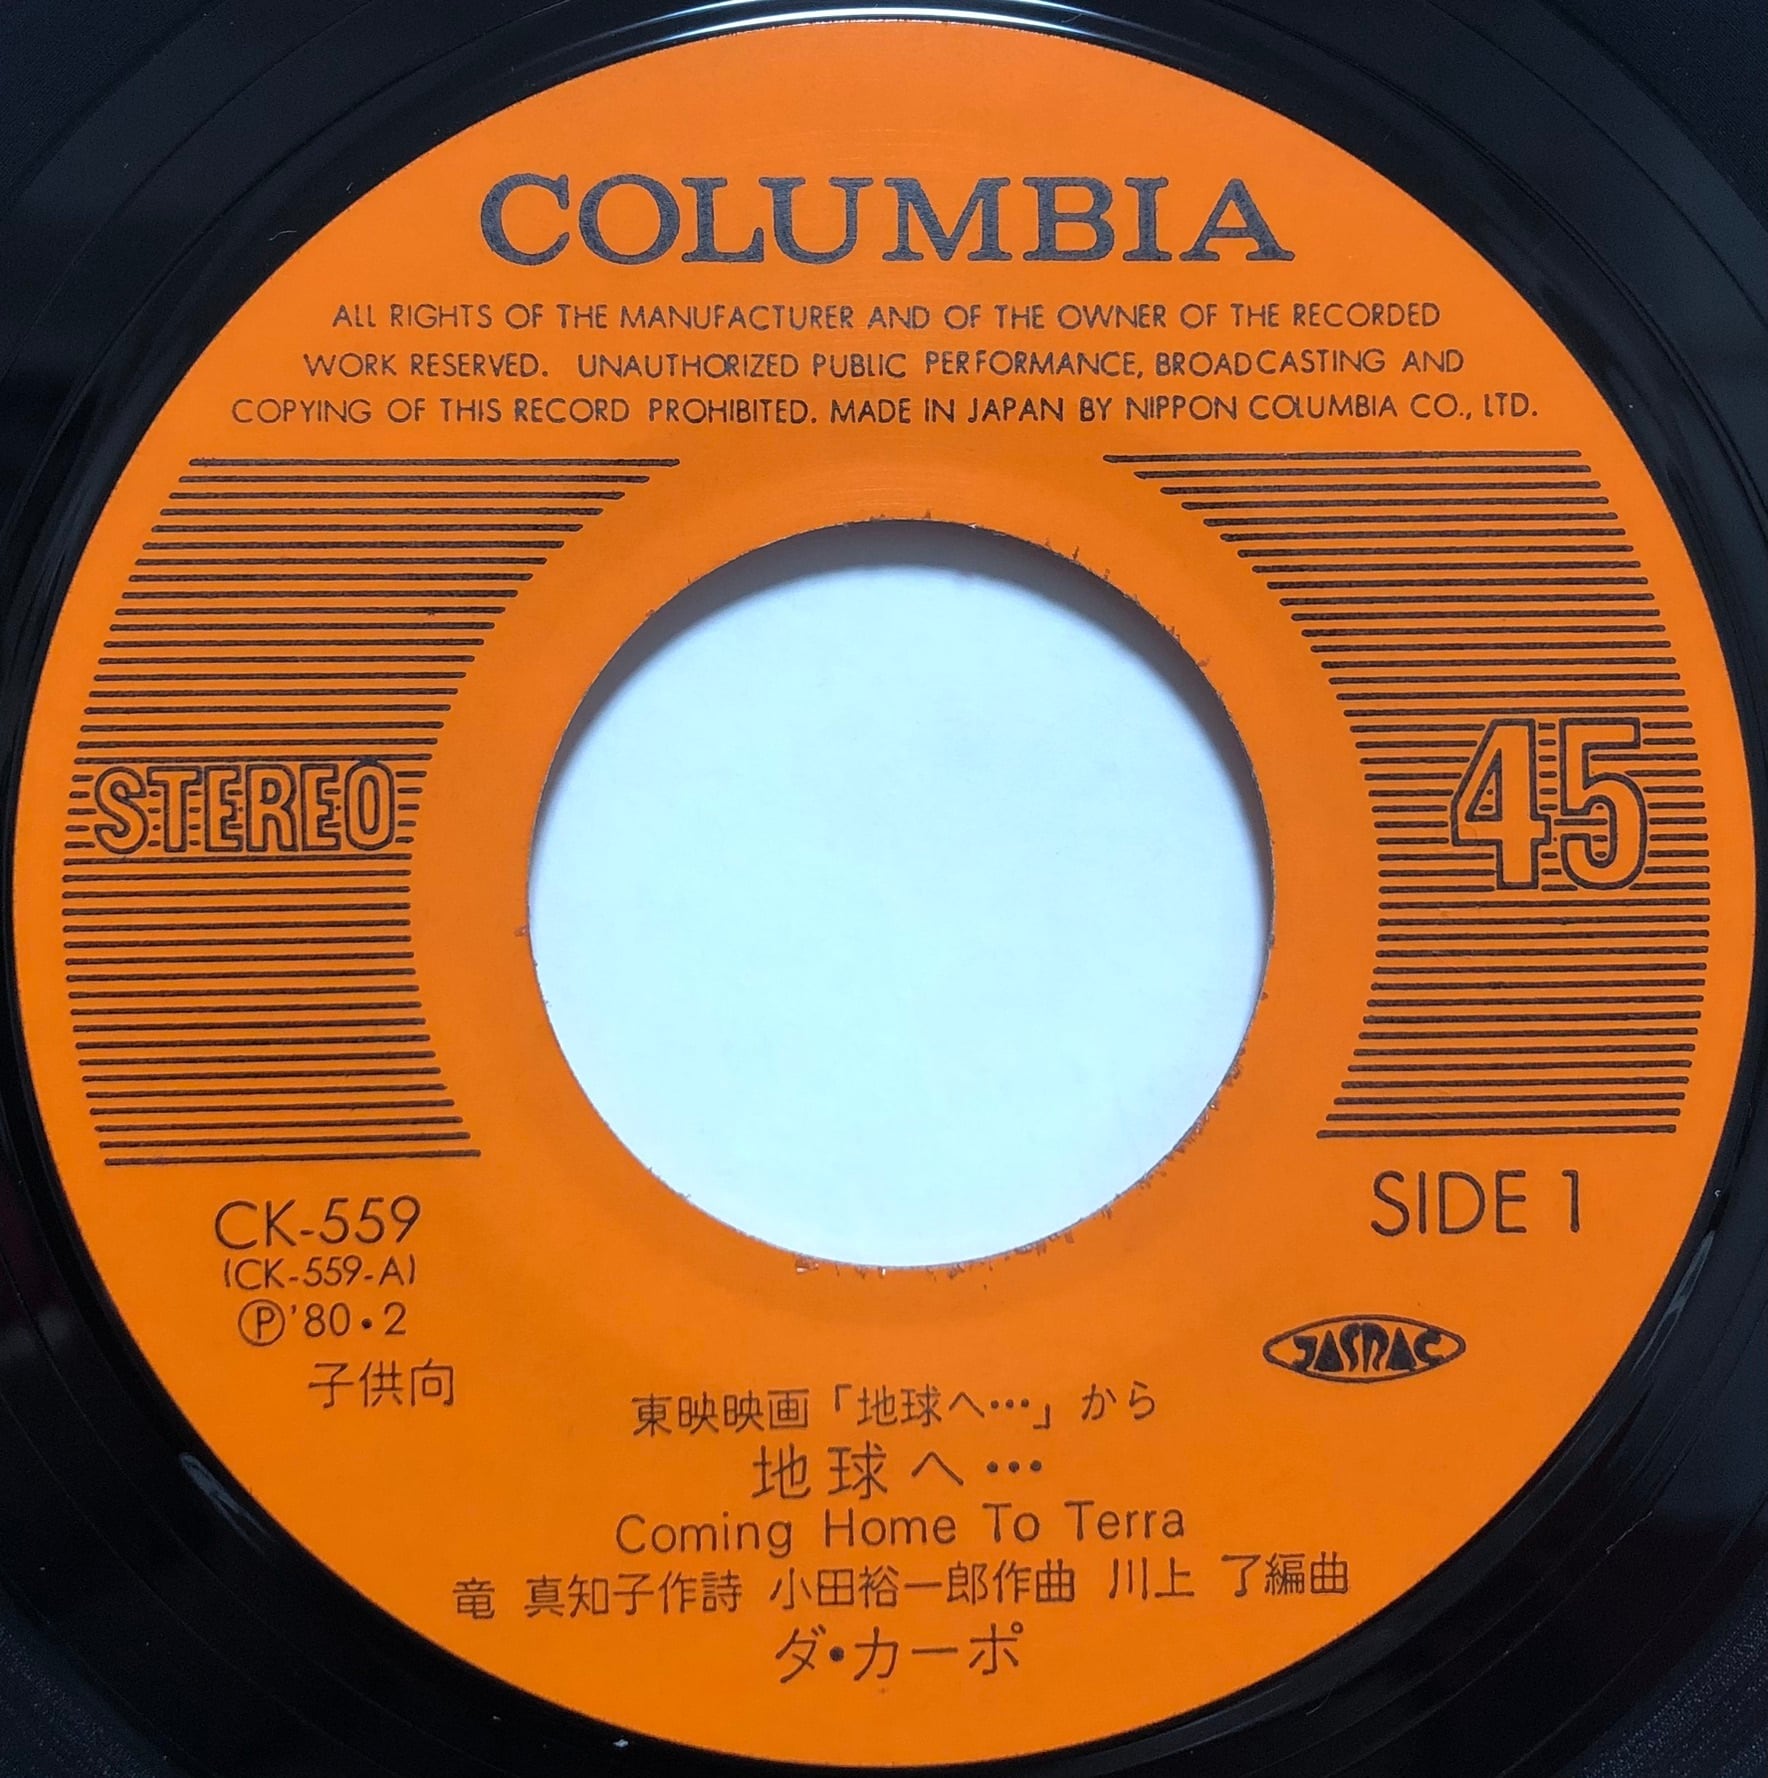 COLUMBIA
ALL RIGHTS OF THE MANUFACTURER AND OF THE OWNER OF THE RECORDED
WORK RESERVED. UNAUTHORIZED PUBLIC PERFORMANCE, BROADCASTING AND
COPYING OF THIS RECORD PROHIBITED. MADE IN JAPAN BY NIPPON COLUMBIA CO., LTD.
STEREO
45
CK-559
(CK-559-A)
Ⓟ'80・2
子供向
SIDE 1
JASRAC
東映映画「地球へ…」から
地球へ…
Coming Home To Terra
竜 真知子作詩 小田裕一郎作曲 川上 了編曲
ダ・カーポ